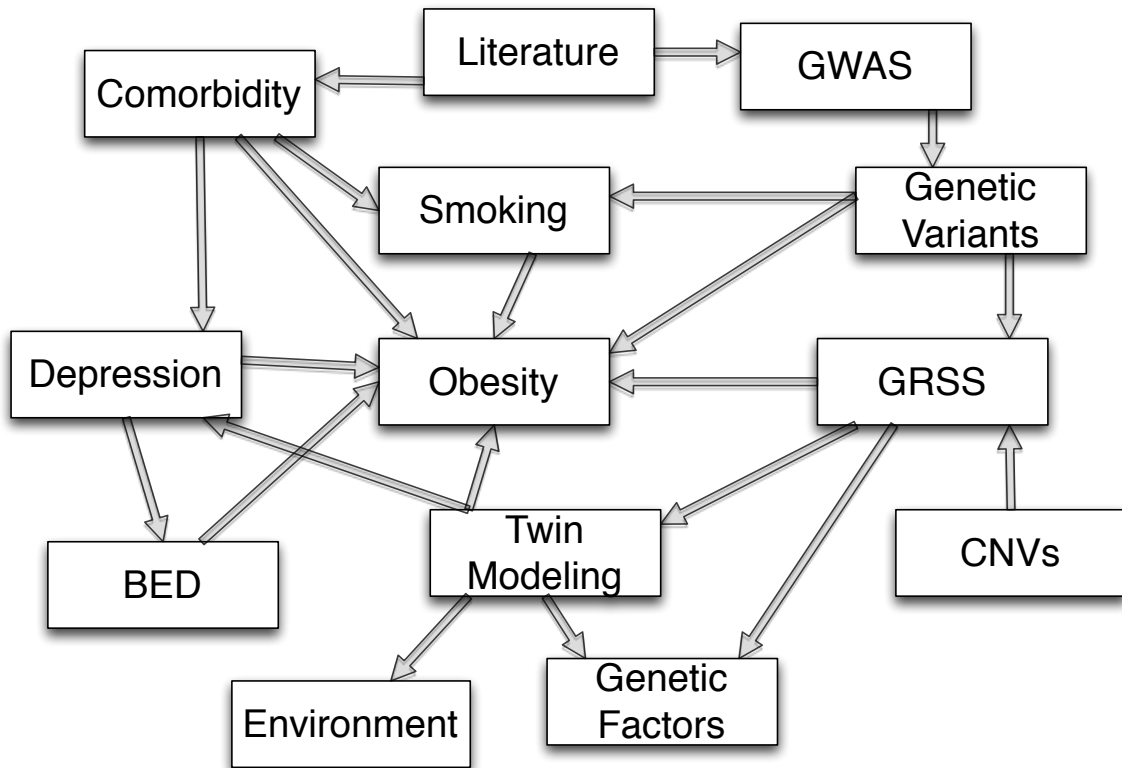 Literature
GWAS
Comorbidity
Smoking
Genetic
Variants
Depression
Obesity
GRSS
BED
Twin
Modeling
CNVs
Environment
Genetic
Factors